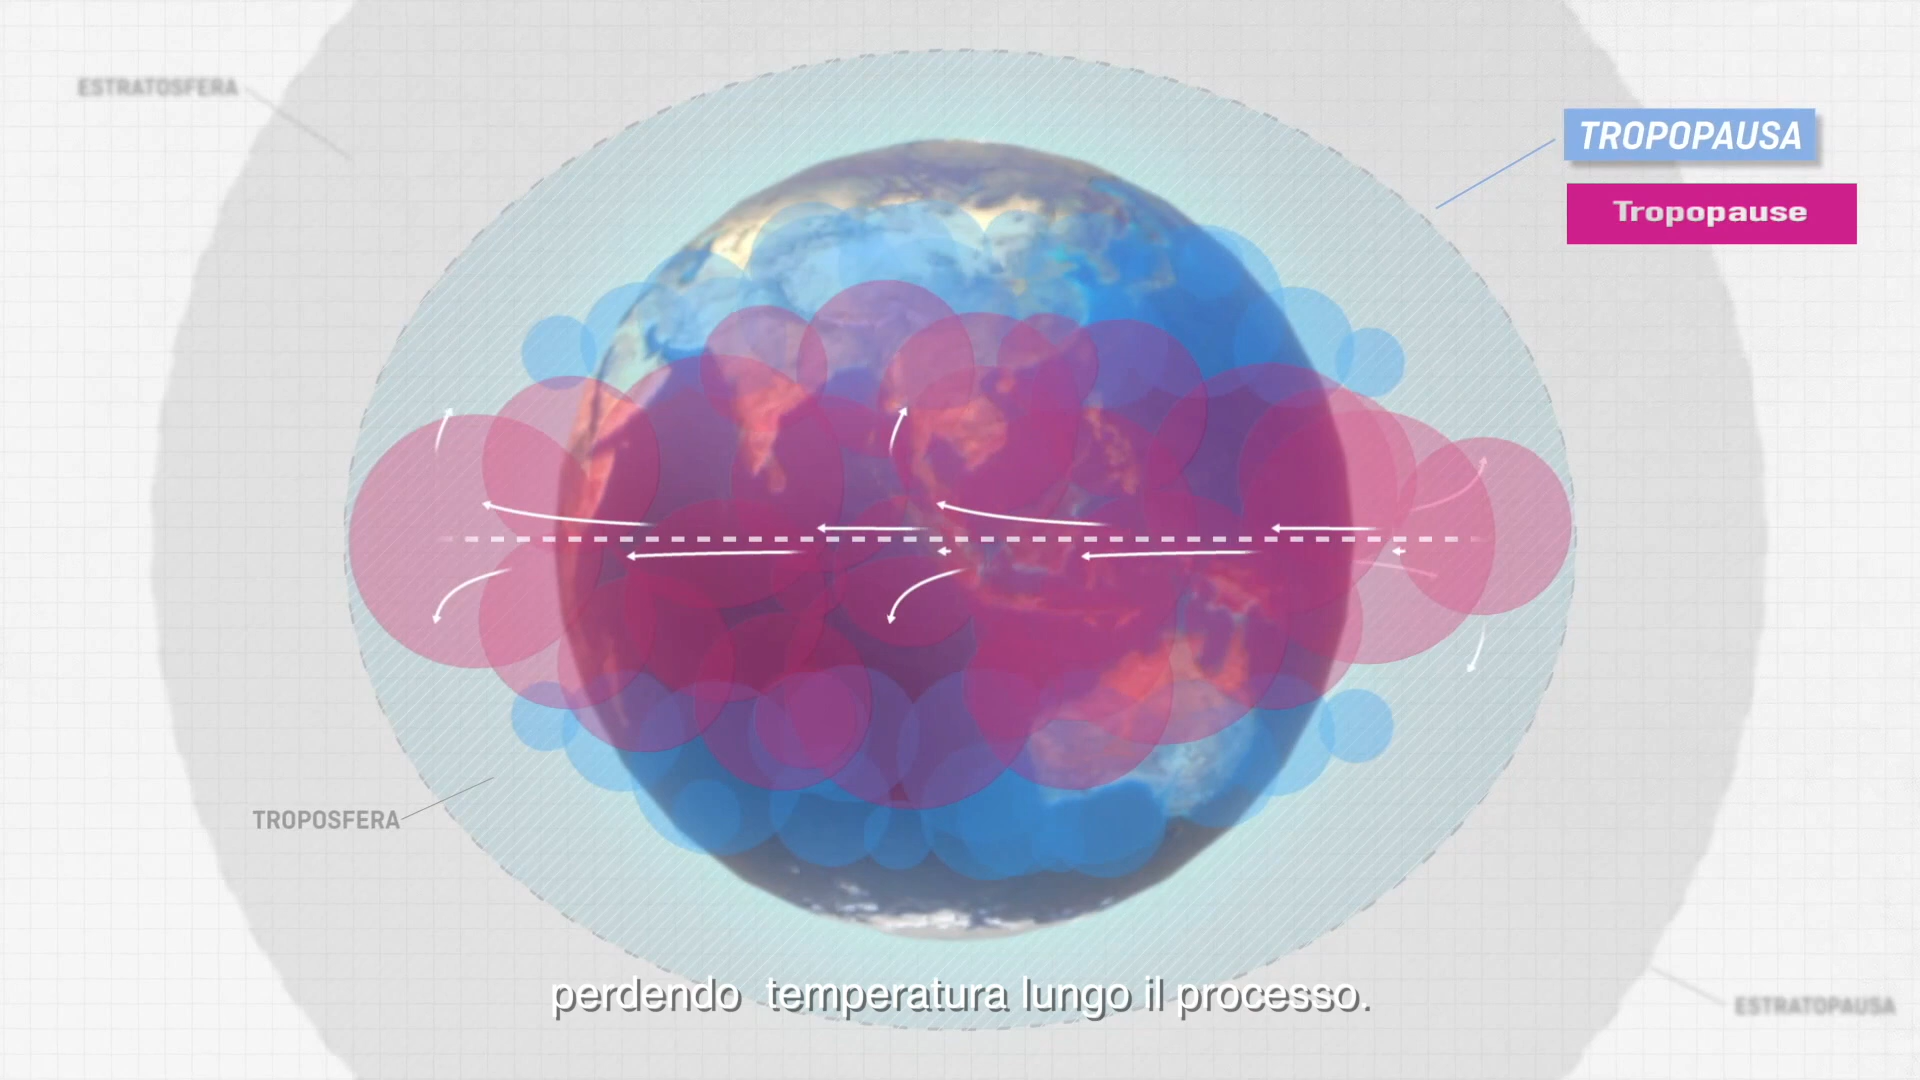 ESTRATOSFERA
TROPOPAUSA
Tropopause
TROPOSFERA
perdendo temperatura lungo il processo.
ESTRATOPAUSA